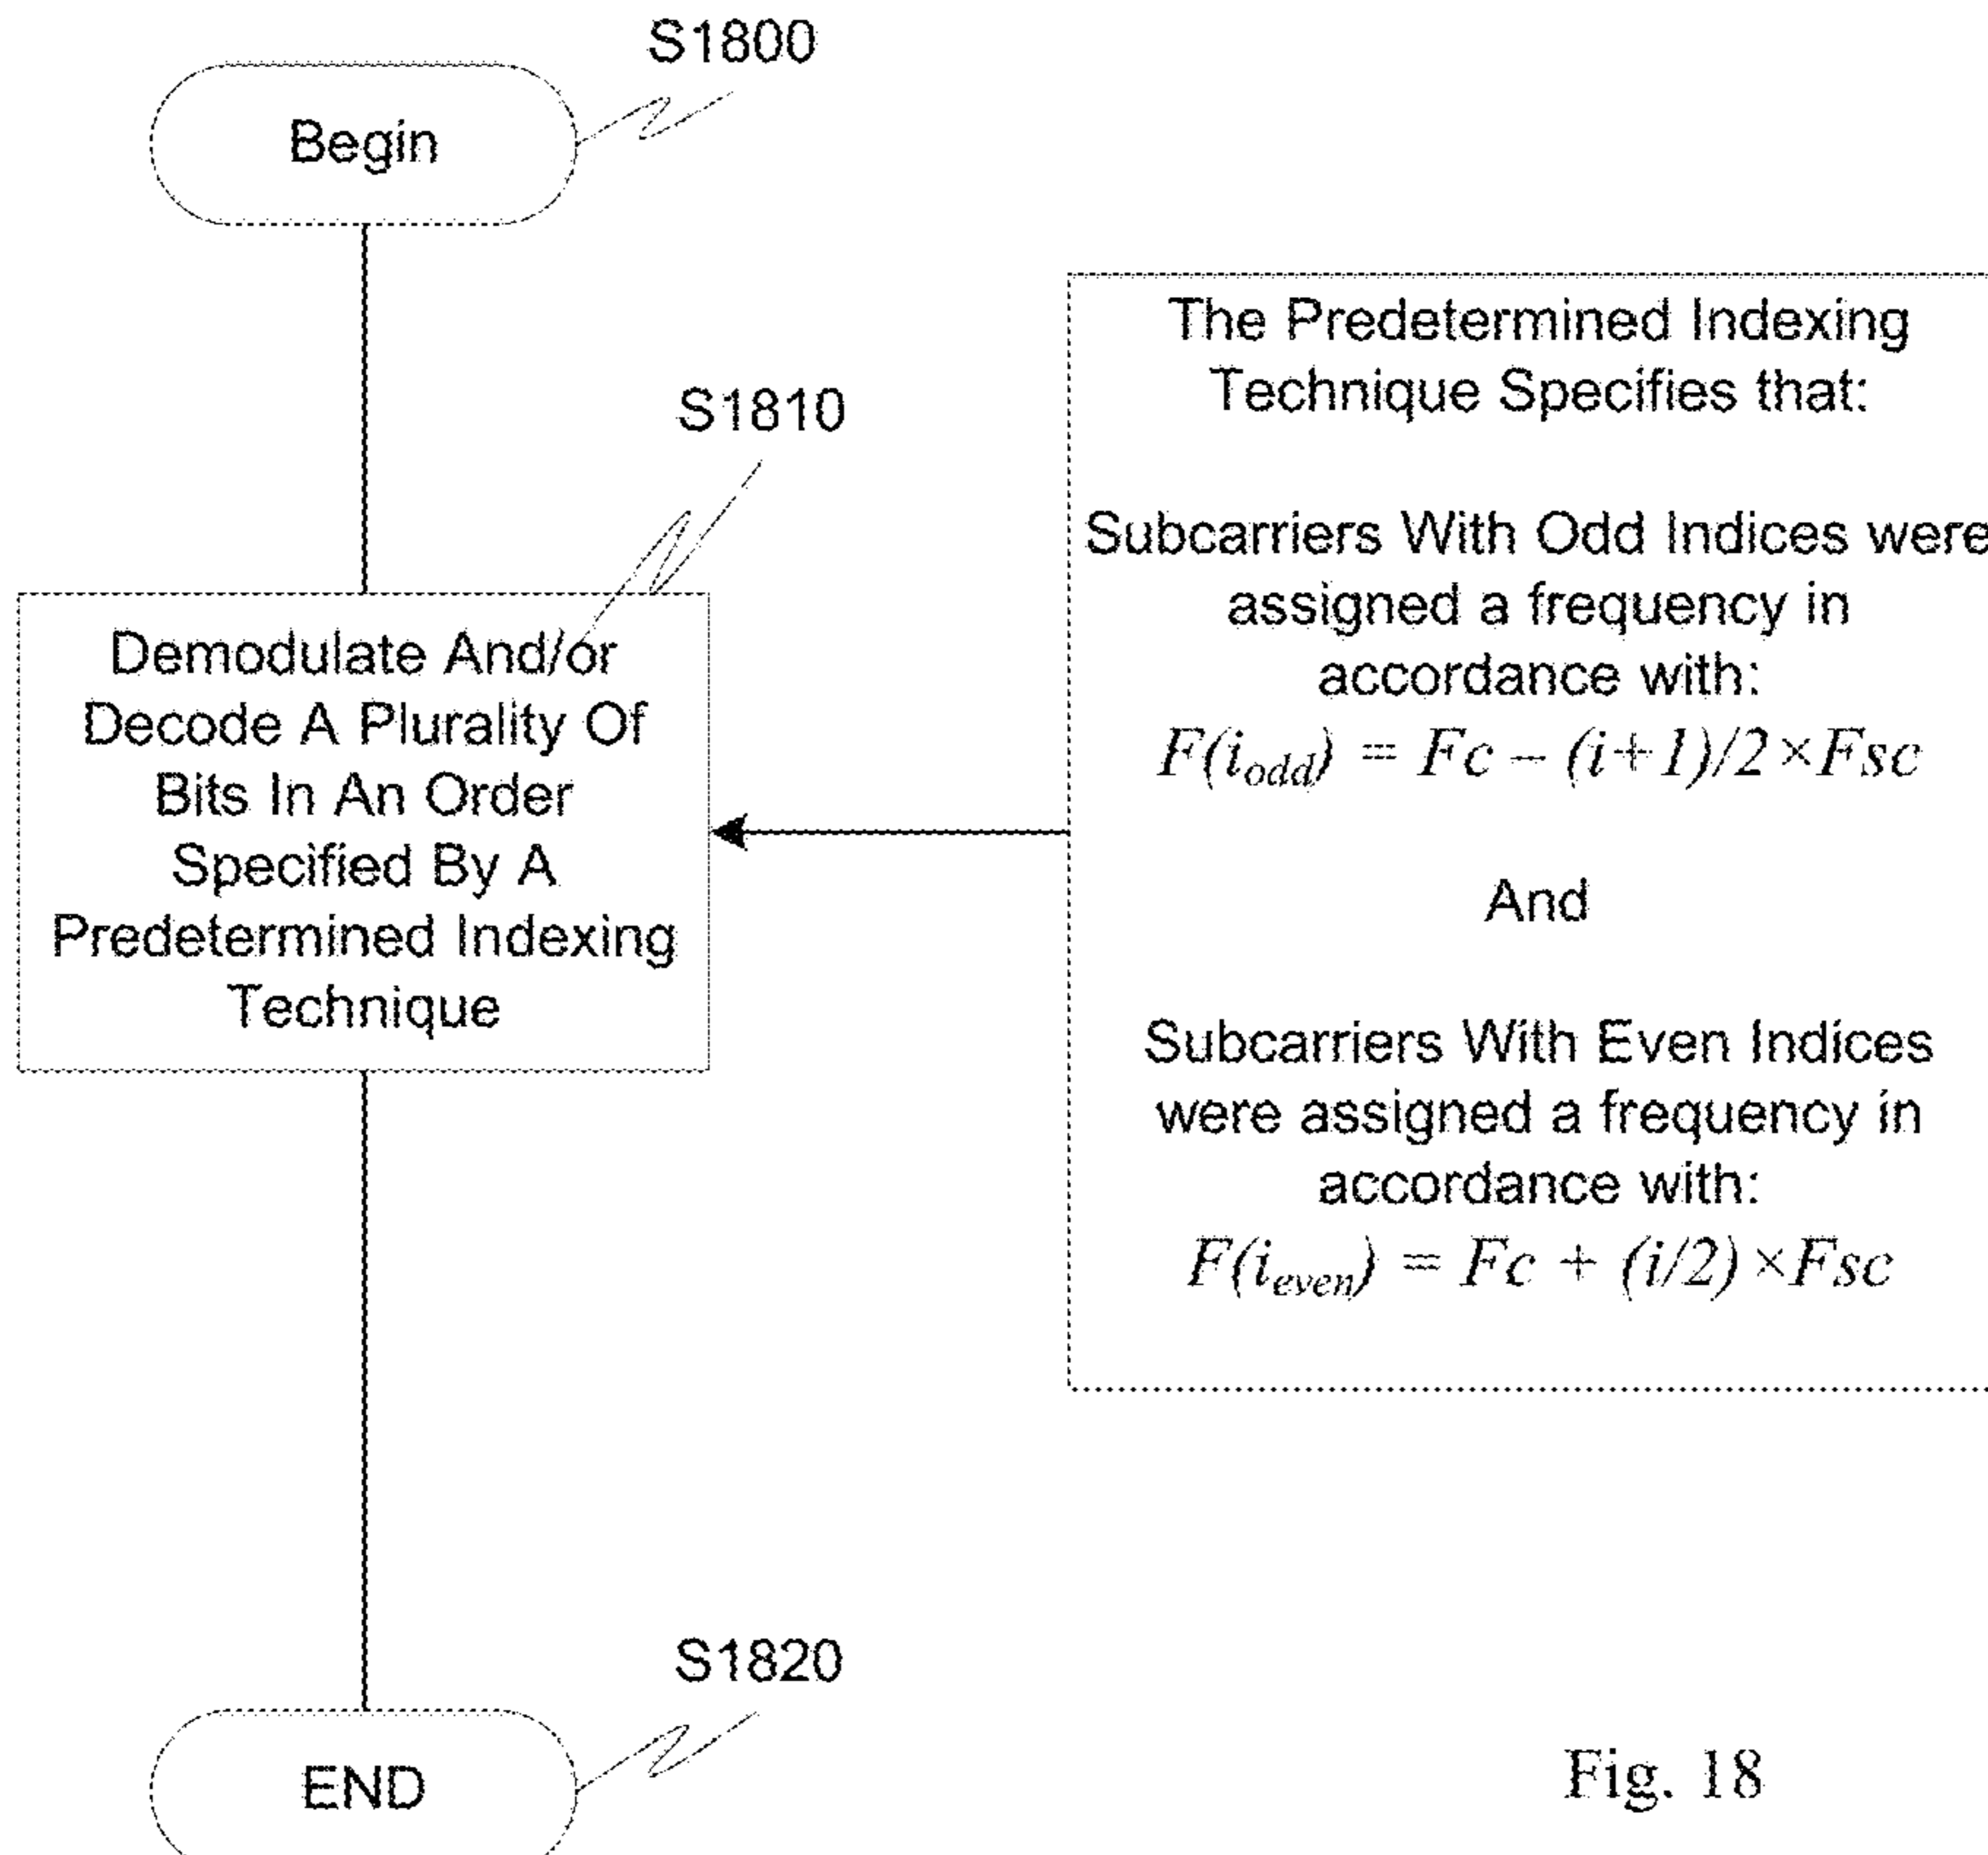 S1800
Begin
S1810
Demodulate And/or
Decode A Plurality Of
Bits In An Order
Specified By A
Predetermined Indexing
Technique
The Predetermined Indexing
Technique Specifies that:
Subcarriers With Odd Indices were
assigned a frequency in
accordance with:
F(i_odd) = Fc – (i+1)/2×Fsc
And
Subcarriers With Even Indices
were assigned a frequency in
accordance with:
F(i_even) = Fc + (i/2)×Fsc
S1820
END
Fig. 18